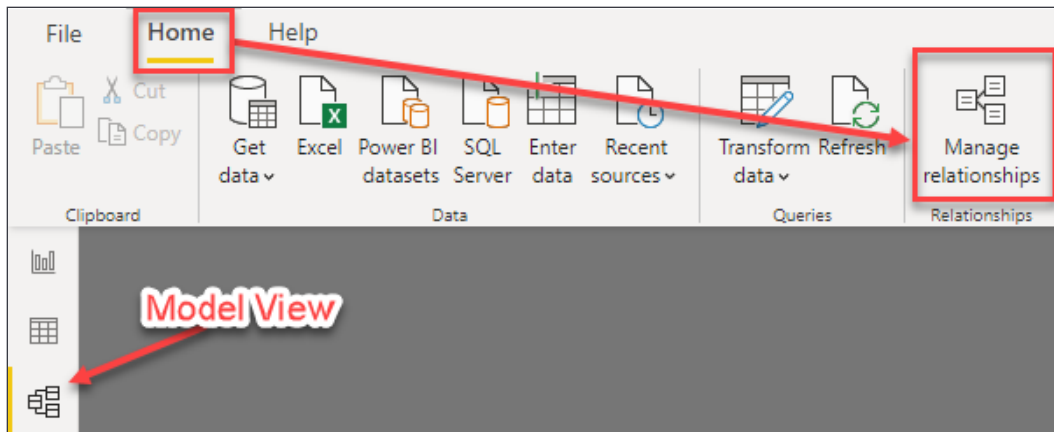 File Home Help
Cut
Copy
Paste
Get data
Excel
Power BI datasets
SQL Server
Enter data
Recent sources
Transform data
Refresh
Manage relationships
Clipboard Data Queries Relationships
Model View